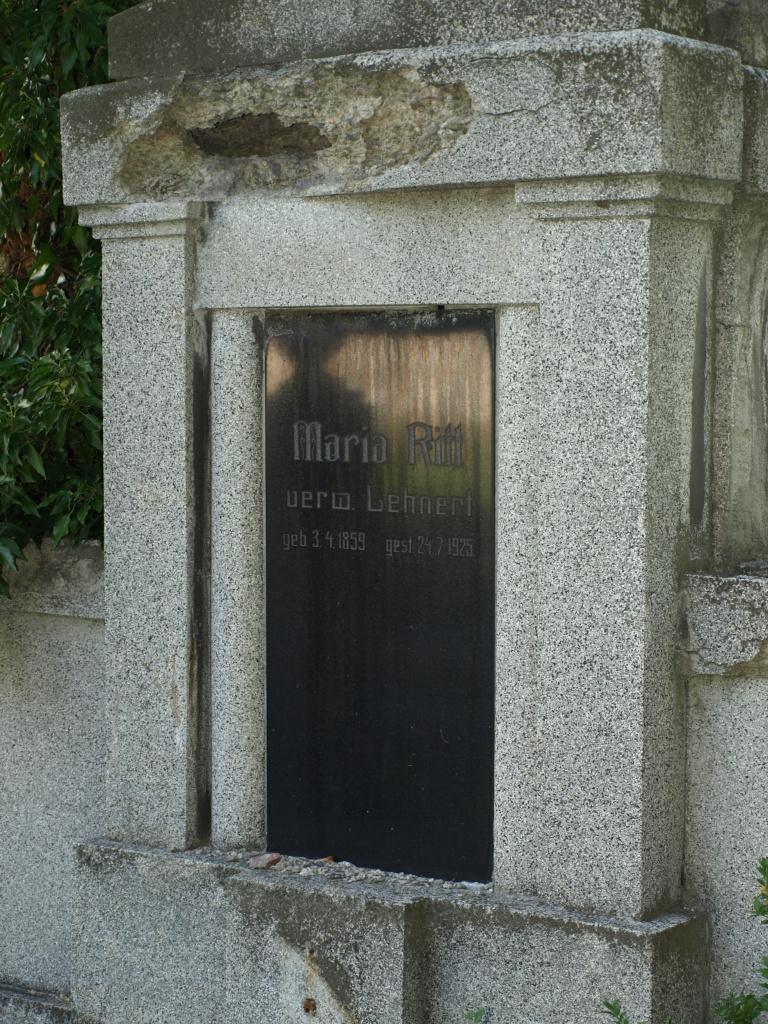 Maria Ritt
verw. Lehnert
geb. 3.4.1859 gest. 24.7.1925